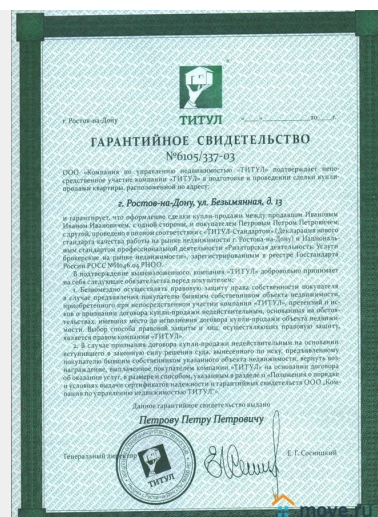 ТИТУЛ
г. Ростов-на-Дону «___»________20___г.
ГАРАНТИЙНОЕ СВИДЕТЕЛЬСТВО
№6105/337-03
ООО «Компания по управлению недвижимостью «ТИТУЛ» подтверждает непо-
средственное участие компании «ТИТУЛ» в подготовке и проведении сделки купли-
продажи квартиры, расположенной по адресу:
г. Ростов-на-Дону, ул. Безымянная, д. 13
и гарантирует, что оформление сделки купли-продажи между продавцом Ивановым
Иваном Ивановичем, с одной стороны, и покупателем Петровым Петром Петровичем,
с другой, проведено в полном соответствии с «ТИТУЛ-Стандартом» (Декларация нового
стандарта качества работы на рынке недвижимости г. Ростова-на-Дону) и Националь-
ным стандартом профессиональной деятельности «Риэлторская деятельность. Услуги
брокерские на рынке недвижимости», зарегистрированным в реестре Госстандарта
России РОСС RU №0146 04 РНОО.
В подтверждение вышеизложенного, компания «ТИТУЛ» добровольно принимает
на себя следующие обязательства перед покупателем:
1. Безвозмездно осуществлять правовую защиту права собственности покупателя
в случае предъявления покупателю бывшим собственником объекта недвижимости,
приобретенного при непосредственном участии компании «ТИТУЛ», претензий и ис-
ков о признании договора купли-продажи недействительным, основанных на обстоя-
тельствах, имевших место до исполнения договора купли-продажи объекта недвижи-
мости. Выбор способа правовой защиты и лиц, осуществляющих правовую защиту,
является правом компании «ТИТУЛ».
2. В случае признания договора купли-продажи недействительным на основании
вступившего в законную силу решения суда, вынесенного по иску, предъявленному
покупателю бывшим собственником указанного объекта недвижимости, вернуть воз-
награждение, выплаченное покупателем компании «ТИТУЛ» на основании договора
об оказании услуг, в размере и способом, указанным в разделе 11 «Положения о порядке
и условиях выдачи сертификатов надежности и гарантийных свидетельств ООО „Ком-
пания по управлению недвижимостью ТИТУЛ“».
Данное гарантийное свидетельство выдано
Петрову Петру Петровичу
Генеральный директор Е. Г. Сосницкий
ТИТУЛ
move.ru